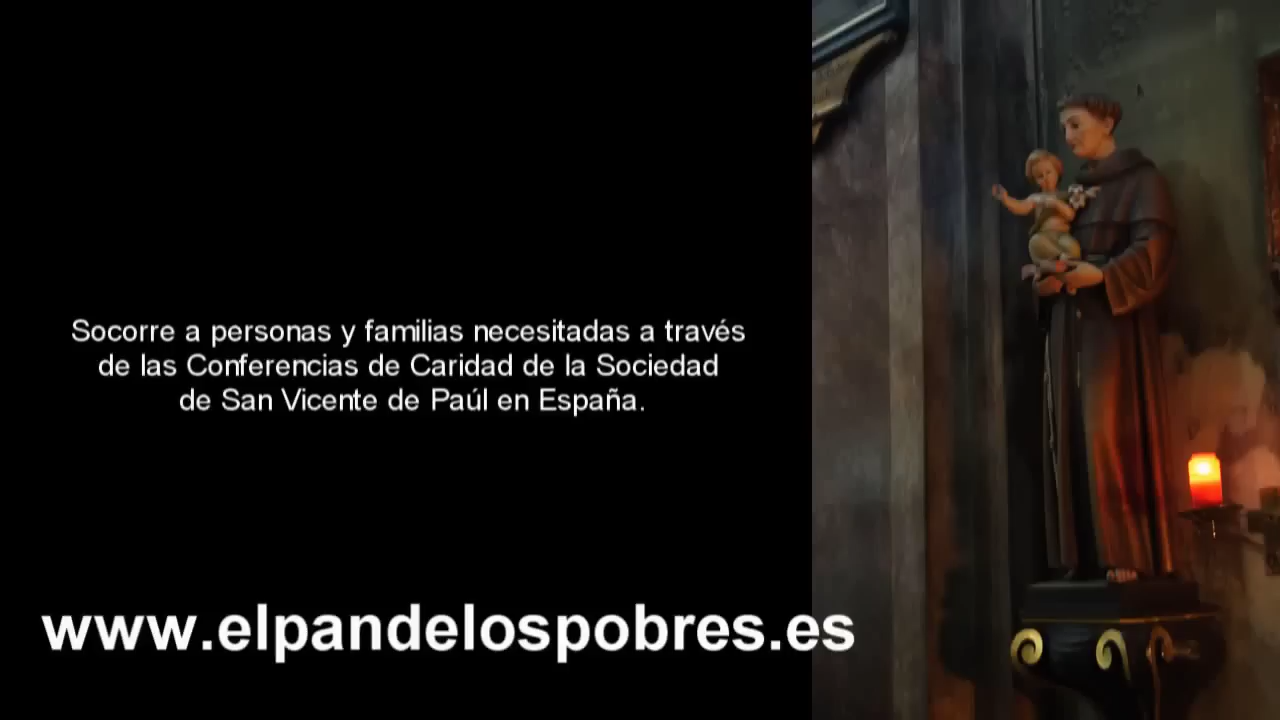 Socorre a personas y familias necesitadas a través
de las Conferencias de Caridad de la Sociedad
de San Vicente de Paúl en España.
www.elpandelospobres.es